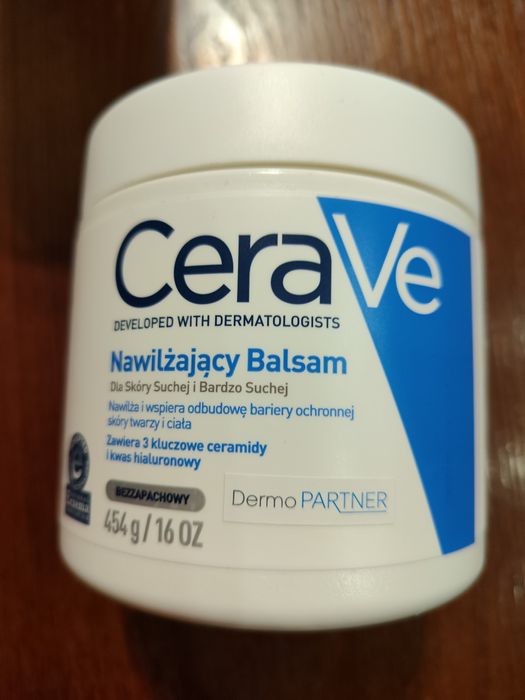 CeraVe
DEVELOPED WITH DERMATOLOGISTS
Nawilżający Balsam
Dla Skóry Suchej i Bardzo Suchej
Nawilża i wspiera odbudowę bariery ochronnej
skóry twarzy i ciała
Zawiera 3 kluczowe ceramidy
i kwas hialuronowy
BEZZAPACHOWY
Dermo PARTNER
454 g / 16 OZ